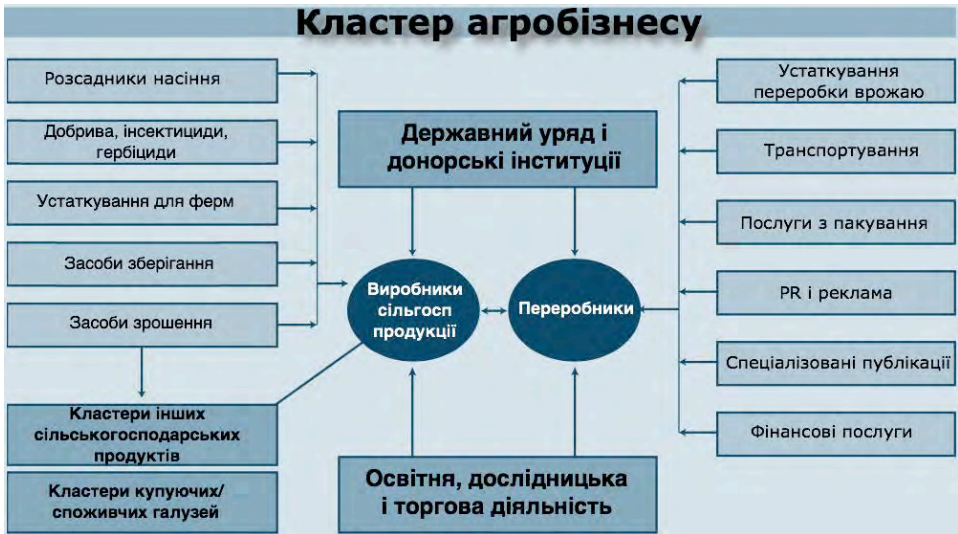 Кластер агробізнесу
Розсадники насіння
Добрива, інсектициди,
гербіциди
Устаткування для ферм
Засоби зберігання
Засоби зрошення
Кластери інших
сільськогосподарських
продуктів
Кластери купуючих/
споживчих галузей
Державний уряд і
донорські інституції
Виробники
сільгосп
продукції
Переробники
Освітня, дослідницька
і торгова діяльність
Устаткування
переробки врожаю
Транспортування
Послуги з пакування
PR і реклама
Спеціалізовані публікації
Фінансові послуги